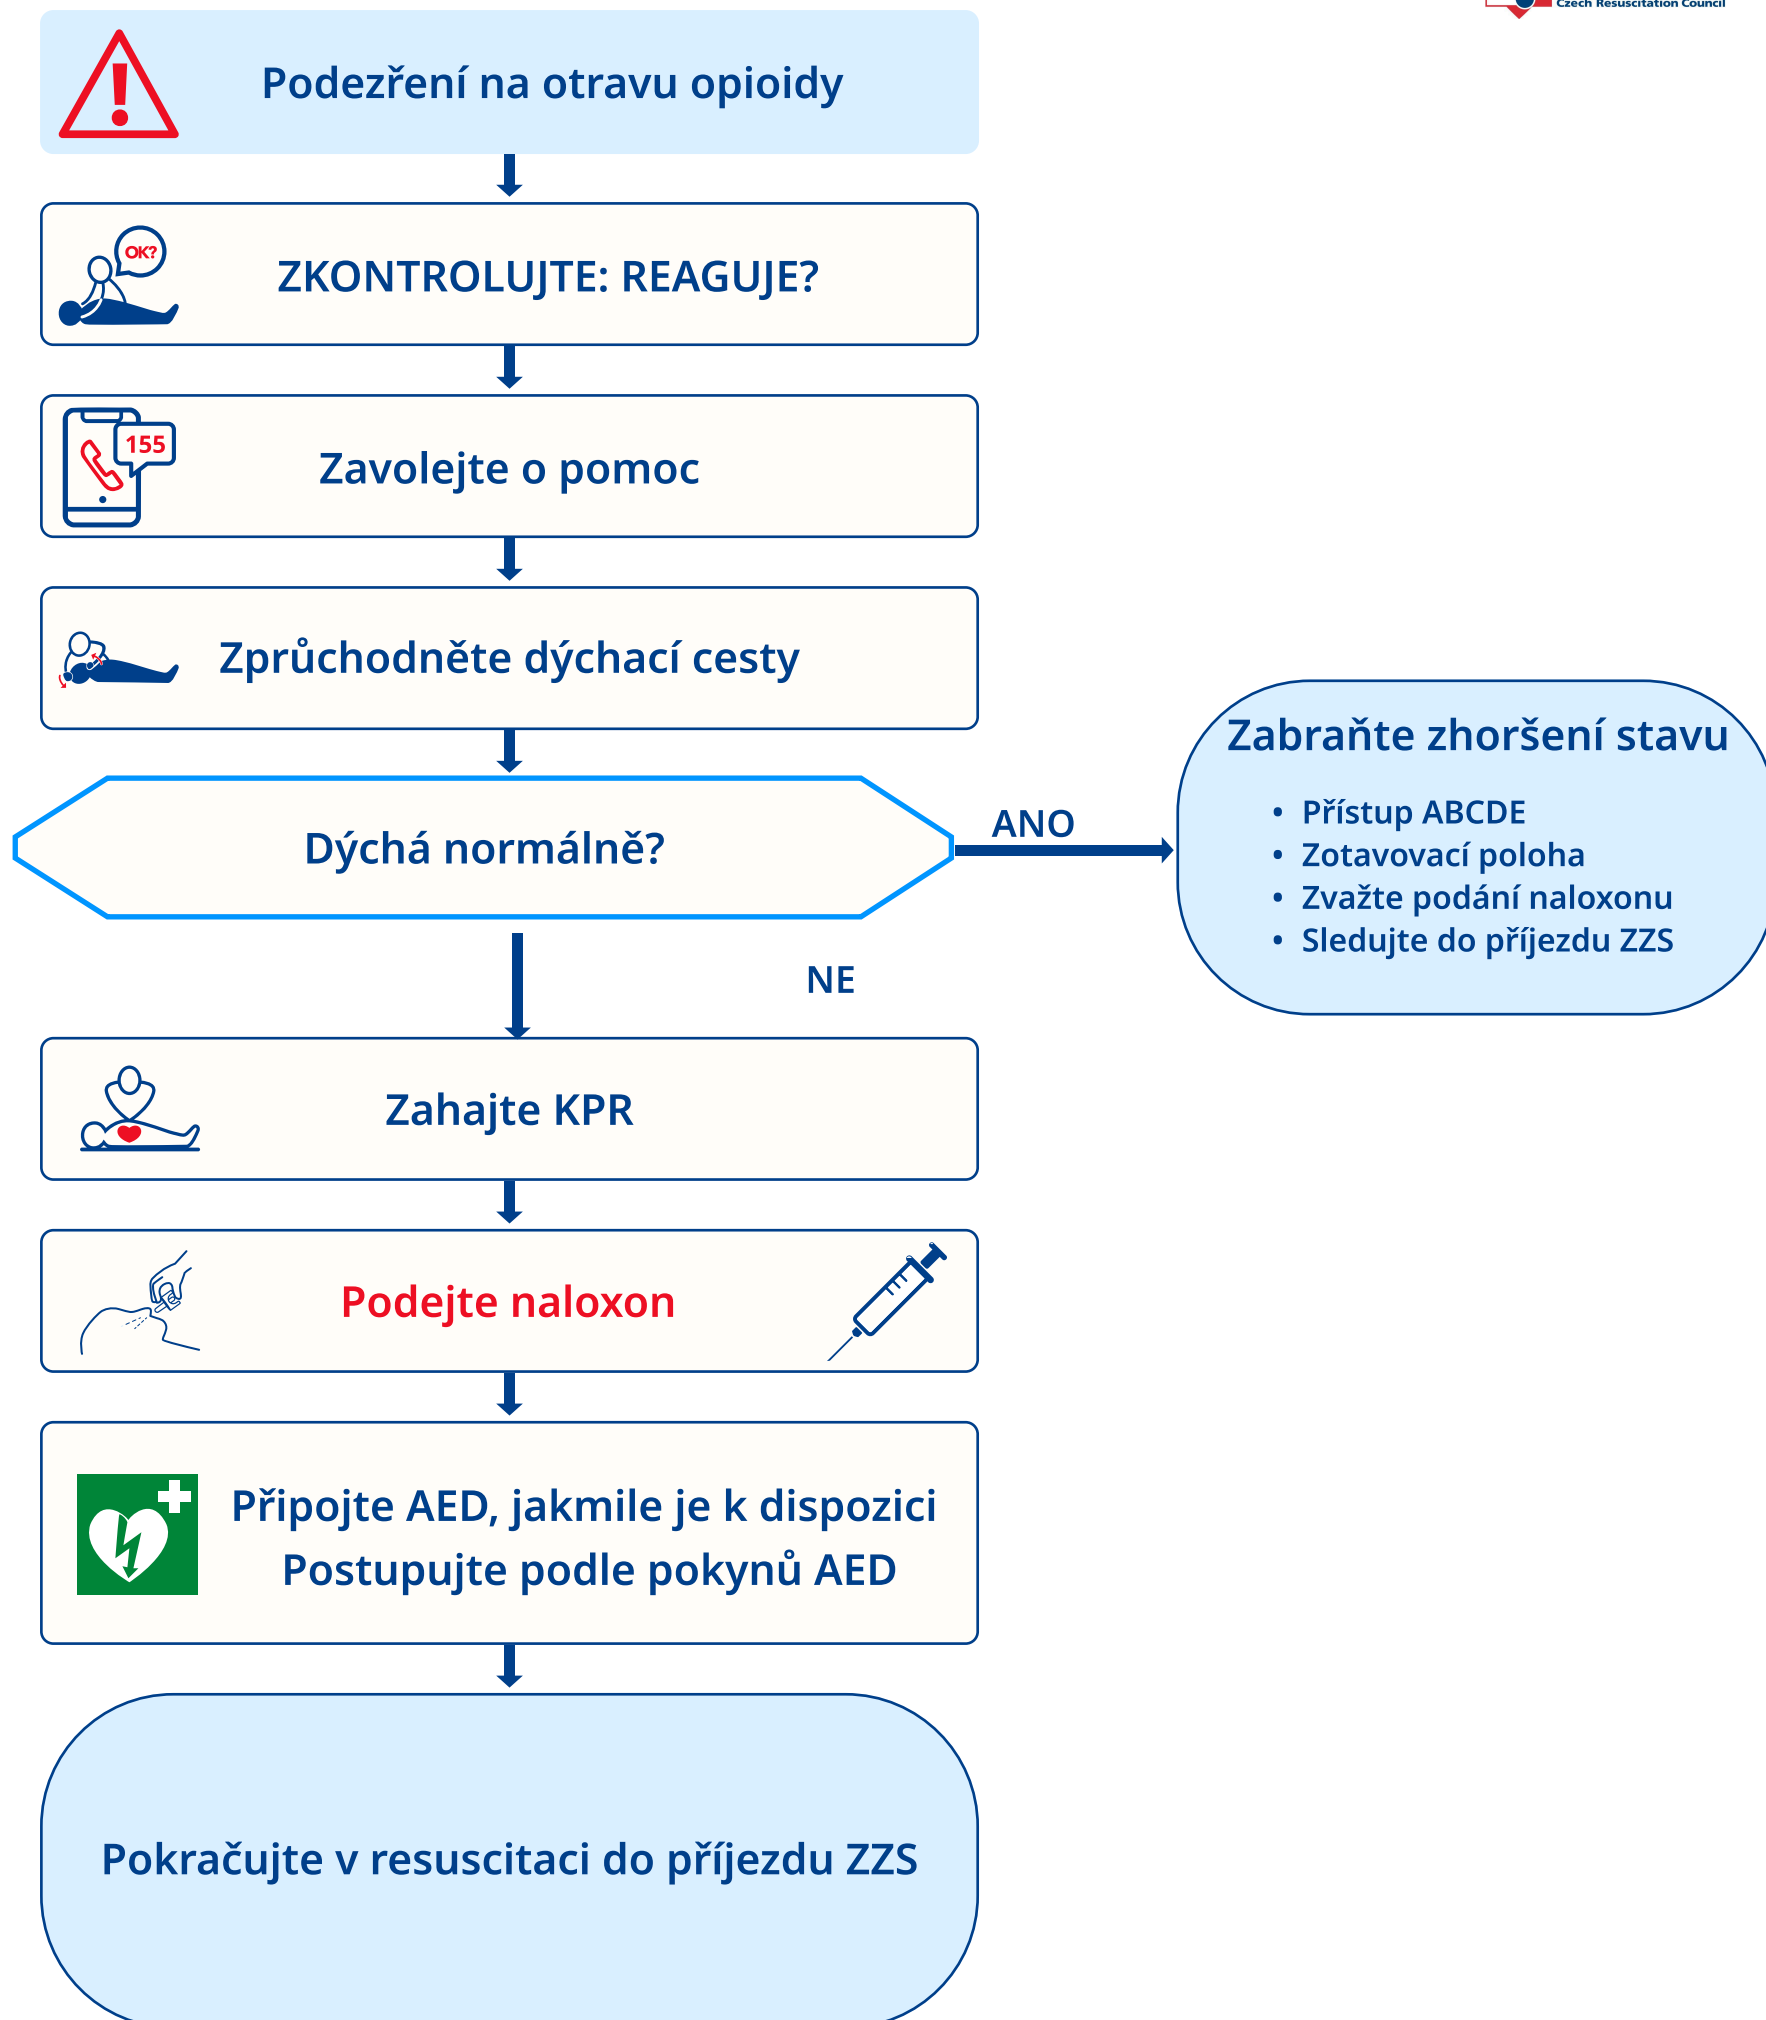 Czech Resuscitation Council
Podezření na otravu opioidy
OK?
ZKONTROLUJTE: REAGUJE?
155
Zavolejte o pomoc
Zprůchodněte dýchací cesty
Dýchá normálně?
ANO
Zabraňte zhoršení stavu
• Přístup ABCDE
• Zotavovací poloha
• Zvažte podání naloxonu
• Sledujte do příjezdu ZZS
NE
Zahajte KPR
Podejte naloxon
Připojte AED, jakmile je k dispozici
Postupujte podle pokynů AED
Pokračujte v resuscitaci do příjezdu ZZS